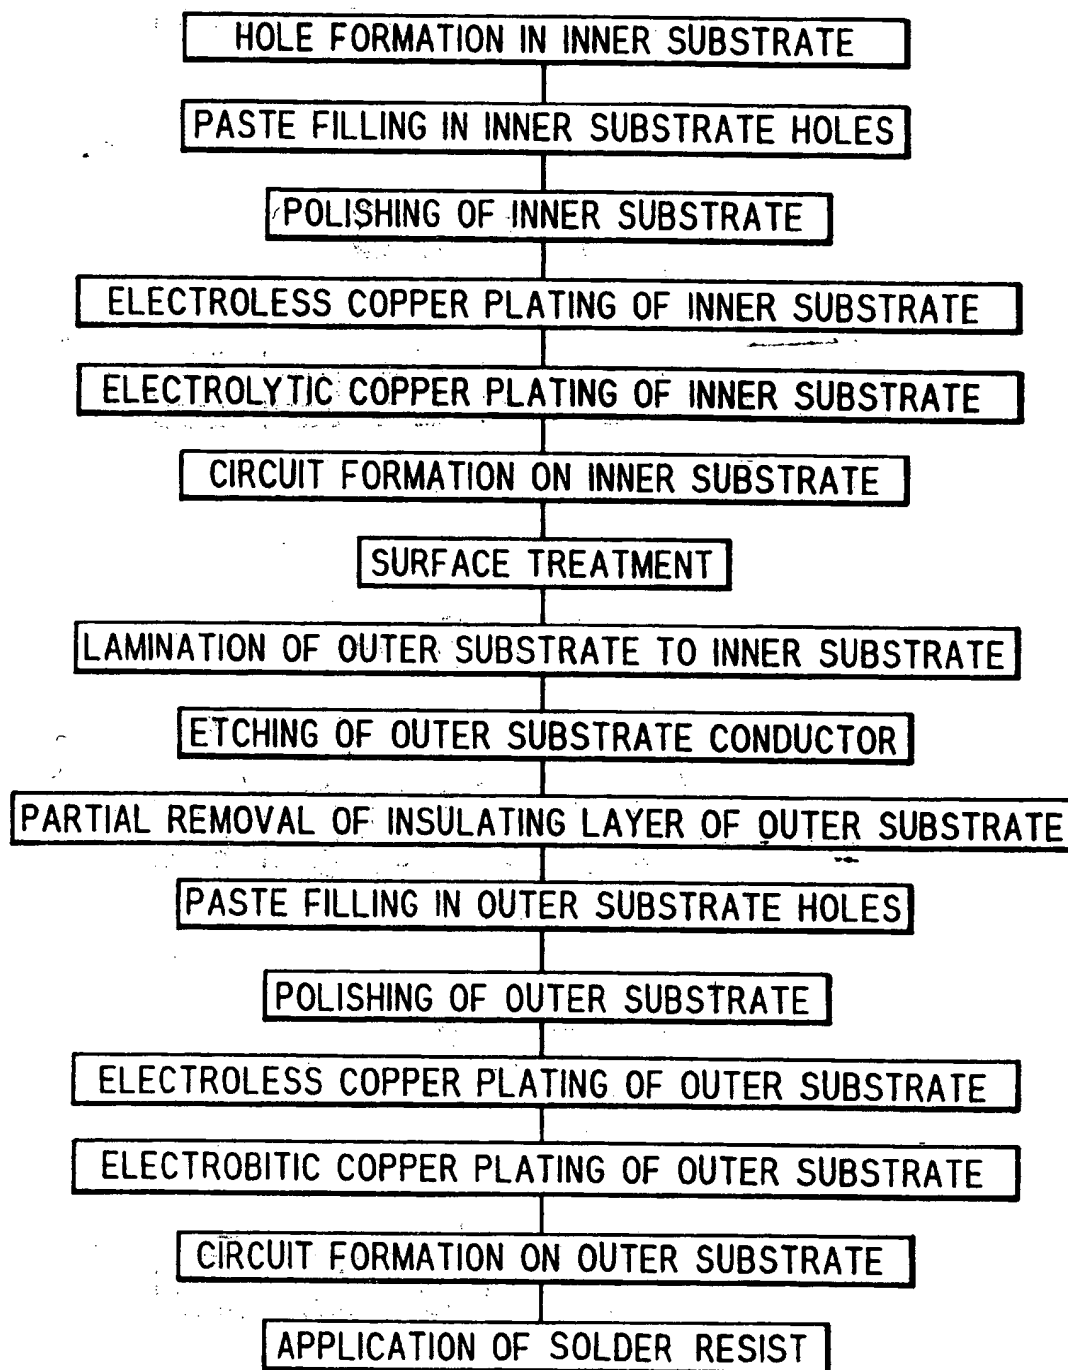 HOLE FORMATION IN INNER SUBSTRATE
PASTE FILLING IN INNER SUBSTRATE HOLES
POLISHING OF INNER SUBSTRATE
ELECTROLESS COPPER PLATING OF INNER SUBSTRATE
ELECTROLYTIC COPPER PLATING OF INNER SUBSTRATE
CIRCUIT FORMATION ON INNER SUBSTRATE
SURFACE TREATMENT
LAMINATION OF OUTER SUBSTRATE TO INNER SUBSTRATE
ETCHING OF OUTER SUBSTRATE CONDUCTOR
PARTIAL REMOVAL OF INSULATING LAYER OF OUTER SUBSTRATE
PASTE FILLING IN OUTER SUBSTRATE HOLES
POLISHING OF OUTER SUBSTRATE
ELECTROLESS COPPER PLATING OF OUTER SUBSTRATE
ELECTROBITIC COPPER PLATING OF OUTER SUBSTRATE
CIRCUIT FORMATION ON OUTER SUBSTRATE
APPLICATION OF SOLDER RESIST